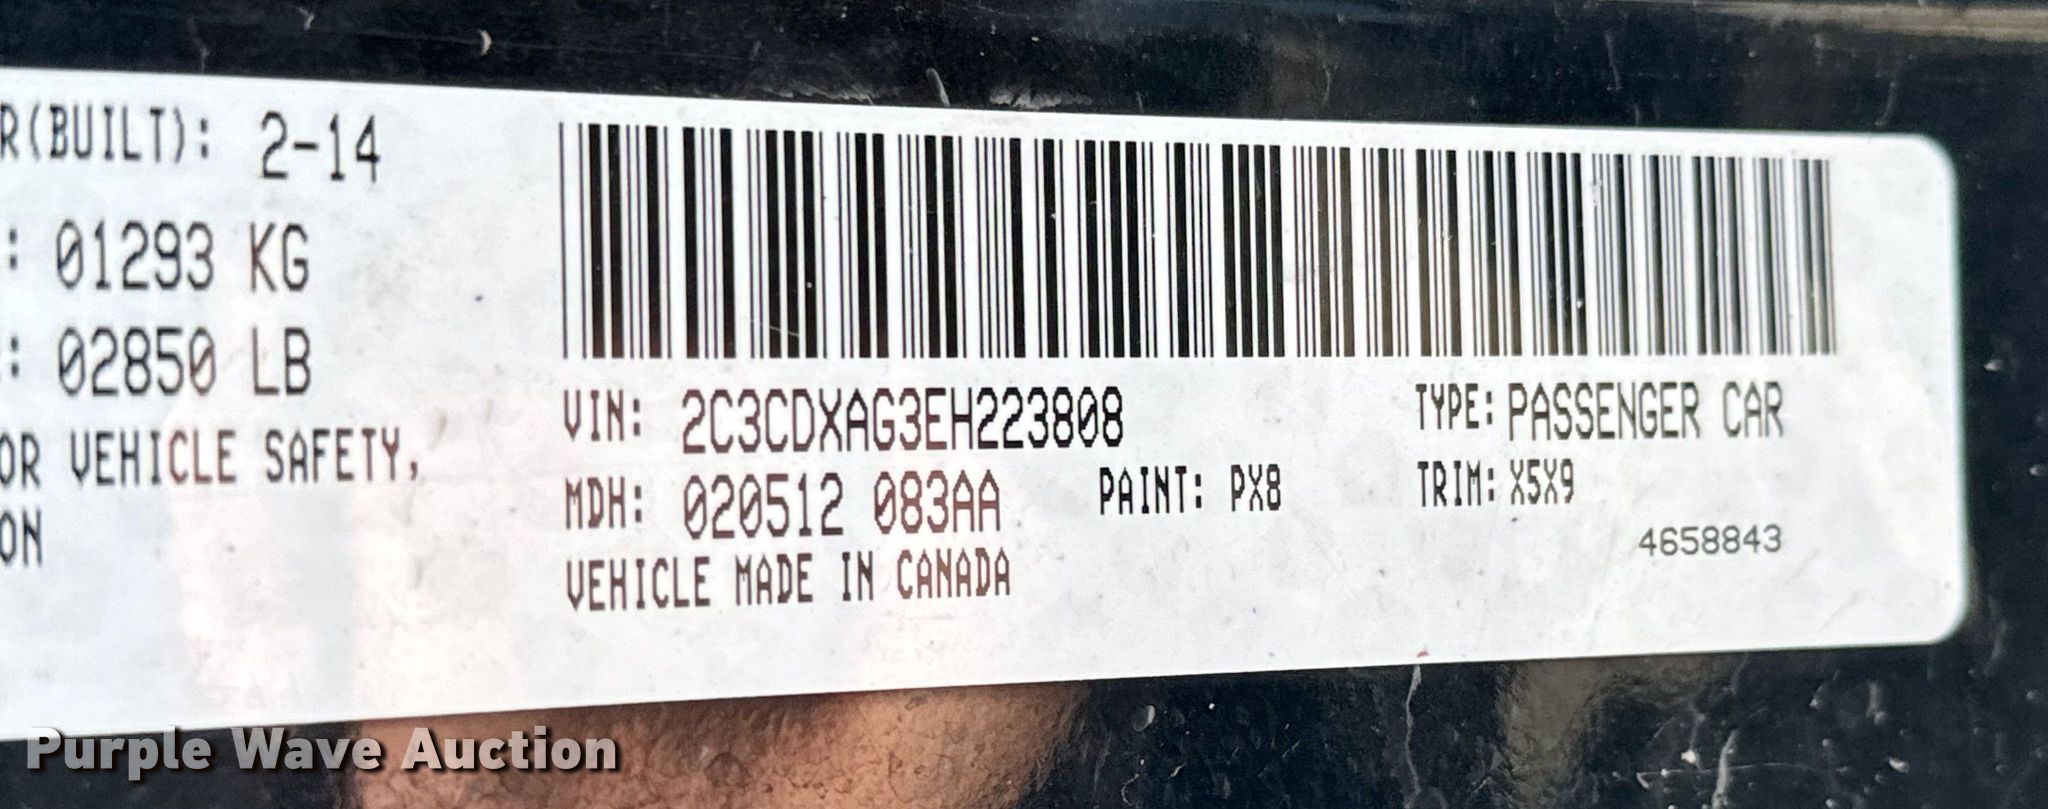 R(BUILT): 2-14
: 01293 KG
: 02850 LB
OR VEHICLE SAFETY,
ON
VIN: 2C3CDXAG3EH223808
TYPE: PASSENGER CAR
MDH: 020512 083AA
PAINT: PX8
TRIM: X5X9
VEHICLE MADE IN CANADA
4658843
Purple Wave Auction